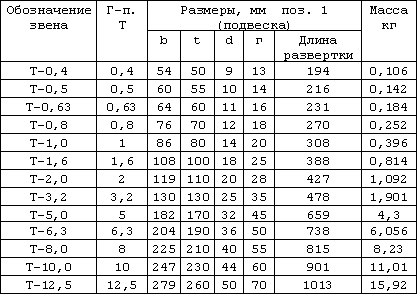 Обозначение звена Г-п. Т Размеры, мм поз. 1 (подвеска) Масса кг
b t d r Длина развертки
Т-0,4 0,4 54 50 9 13 194 0,106
Т-0,5 0,5 60 55 10 14 216 0,142
Т-0,63 0,63 64 60 11 16 231 0,184
Т-0,8 0,8 76 70 12 18 270 0,252
Т-1,0 1 86 80 14 20 308 0,396
Т-1,6 1,6 108 100 18 25 388 0,814
Т-2,0 2 119 110 20 28 427 1,092
Т-3,2 3,2 130 130 25 35 478 1,901
Т-5,0 5 182 170 32 45 659 4,3
Т-6,3 6,3 204 190 36 50 738 6,056
Т-8,0 8 225 210 40 55 815 8,23
Т-10,0 10 247 230 44 60 901 11,01
Т-12,5 12,5 279 260 50 70 1013 15,92